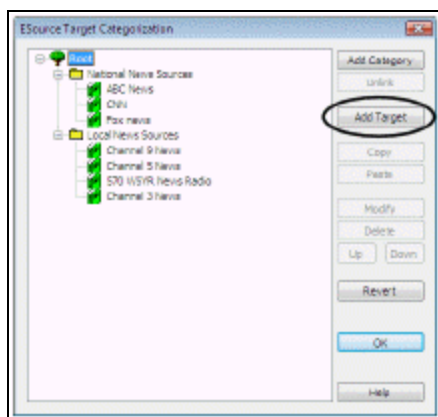 ESource Target Categorization
Root
National News Sources
ABC News
CNN
Fox news
Local News Sources
Channel 9 News
Channel 5 News
570 WSYR News Radio
Channel 3 News
Add Category
Unlink
Add Target
Copy
Paste
Modify
Delete
Up Down
Revert
OK
Help